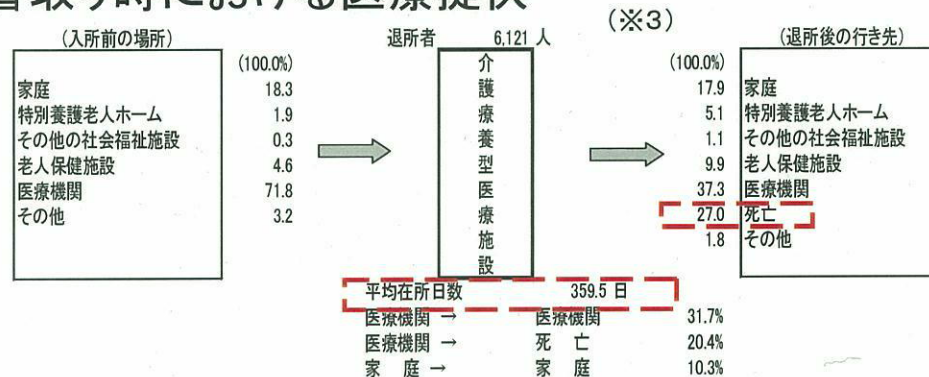 看取り時における医療提供
(※3)
(入所前の場所)
(100.0%)
家庭 18.3
特別養護老人ホーム 1.9
その他の社会福祉施設 0.3
老人保健施設 4.6
医療機関 71.8
その他 3.2
退所者 6,121 人
介護療養型医療施設
(退所後の行き先)
(100.0%)
17.9 家庭
5.1 特別養護老人ホーム
1.1 その他の社会福祉施設
9.9 老人保健施設
37.3 医療機関
27.0 死亡
1.8 その他
平均在所日数 359.5 日
医療機関 → 医療機関 31.7%
医療機関 → 死 亡 20.4%
家 庭 → 家 庭 10.3%